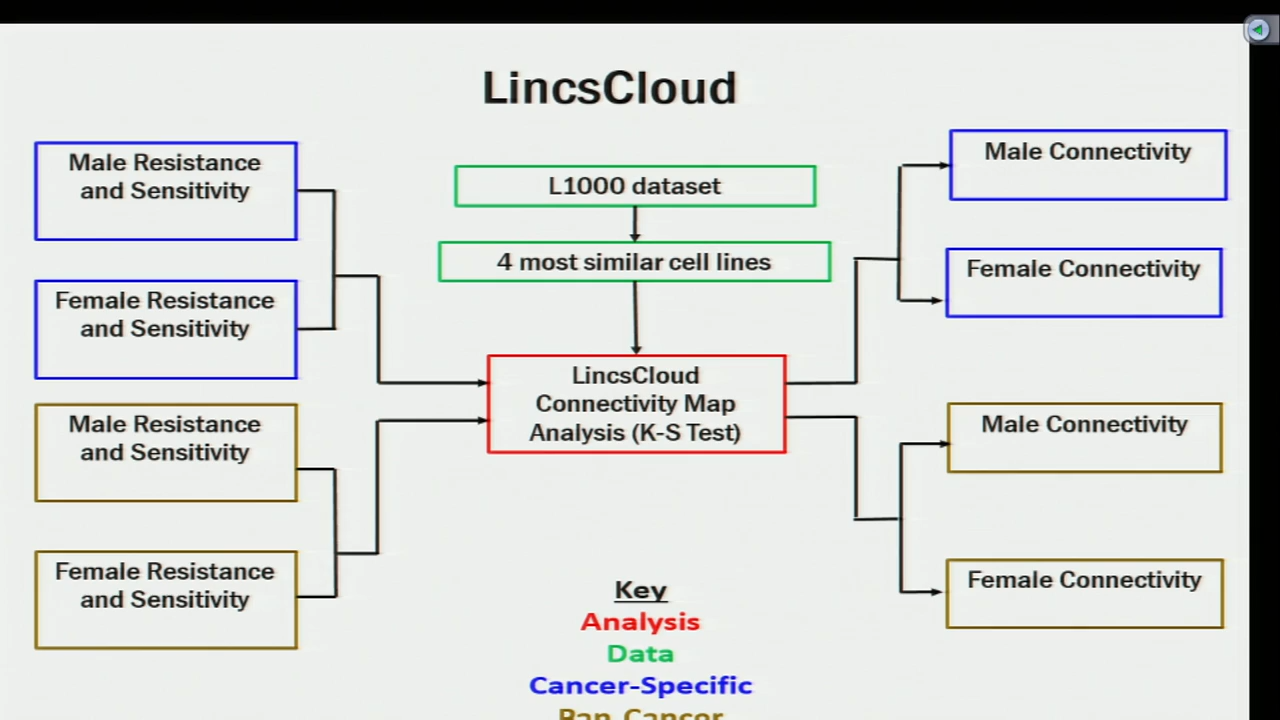 LincsCloud
Male Resistance
and Sensitivity
Female Resistance
and Sensitivity
Male Resistance
and Sensitivity
Female Resistance
and Sensitivity
L1000 dataset
4 most similar cell lines
LincsCloud
Connectivity Map
Analysis (K-S Test)
Male Connectivity
Female Connectivity
Male Connectivity
Female Connectivity
Key
Analysis
Data
Cancer-Specific
Pan-Cancer